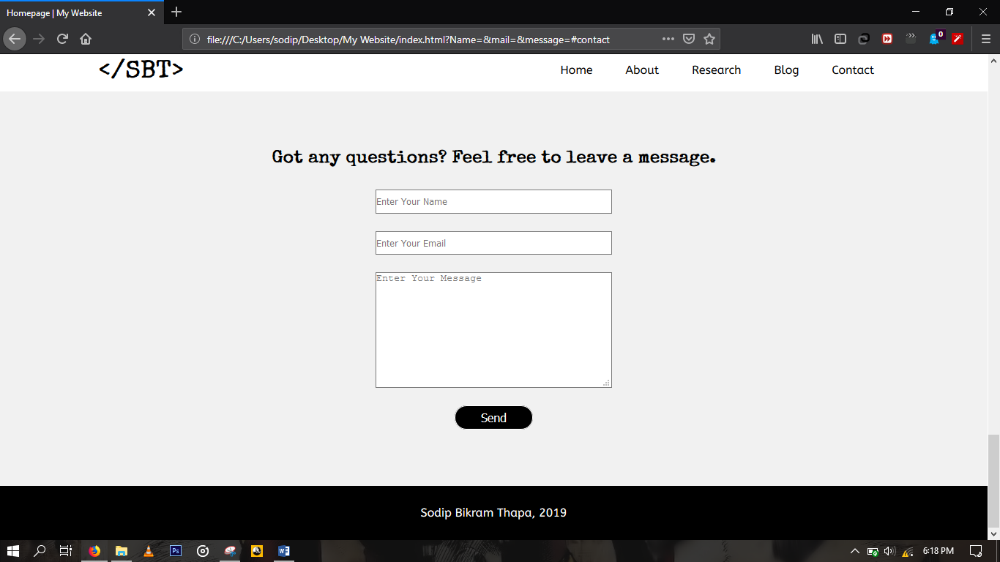 Homepage | My Website
file:///C:/Users/sodip/Desktop/My Website/index.html?Name=&mail=&message=#contact
0
</SBT>
Home About Research Blog Contact
Got any questions? Feel free to leave a message.
Enter Your Name
Enter Your Email
Enter Your Message
Send
Sodip Bikram Thapa, 2019
Ps
W
6:18 PM